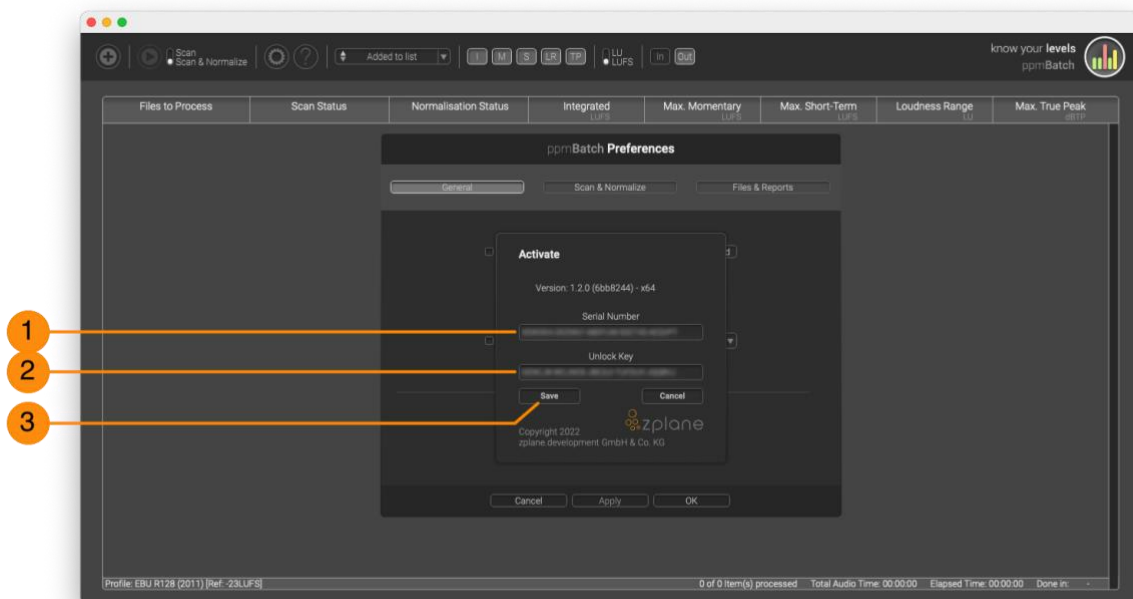 Scan
Scan & Normalize
?
Added to list
I M S LR TP
LU
LUFS
In Out
know your levels
ppmBatch
Files to Process Scan Status Normalisation Status Integrated Max. Momentary Max. Short-Term Loudness Range Max. True Peak
LUFS LUFS LUFS LU dBTP
ppmBatch Preferences
General Scan & Normalize Files & Reports
Activate
Version: 1.2.0 (6bb8244) - x64
Serial Number
1
Unlock Key
2
Save Cancel
3
zplane
Copyright 2022
zplane.development GmbH & Co. KG
Cancel Apply OK
Profile: EBU R128 (2011) [Ref: -23LUFS] 0 of 0 Item(s) processed Total Audio Time: 00:00:00 Elapsed Time: 00:00:00 Done in: -